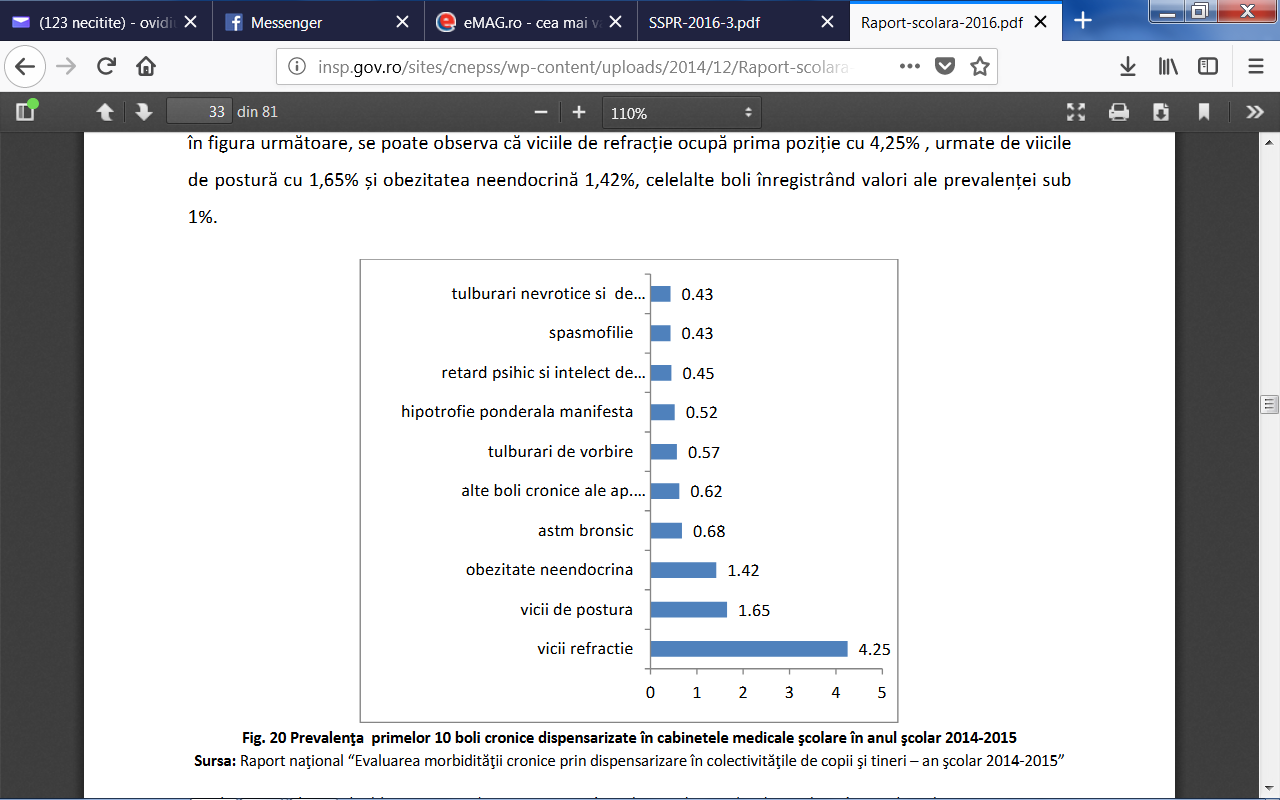 (123 necitite) - ovidiu
Messenger
eMAG.ro - cea mai v
SSPR-2016-3.pdf
Raport-scolara-2016.pdf
insp.gov.ro/sites/cnepss/wp-content/uploads/2014/12/Raport-scolara-
33 din 81
110%
în figura următoare, se poate observa că viciile de refracție ocupă prima poziție cu 4,25% , urmate de viicile
de postură cu 1,65% și obezitatea neendocrină 1,42%, celelalte boli înregistrând valori ale prevalenței sub
1%.
tulburari nevrotice si de... 0.43
spasmofilie 0.43
retard psihic si intelect de... 0.45
hipotrofie ponderala manifesta 0.52
tulburari de vorbire 0.57
alte boli cronice ale ap.... 0.62
astm bronsic 0.68
obezitate neendocrina 1.42
vicii de postura 1.65
vicii refractie 4.25
0 1 2 3 4 5
Fig. 20 Prevalenţa primelor 10 boli cronice dispensarizate în cabinetele medicale şcolare în anul şcolar 2014-2015
Sursa: Raport naţional “Evaluarea morbidităţii cronice prin dispensarizare în colectivităţile de copii şi tineri – an şcolar 2014-2015”